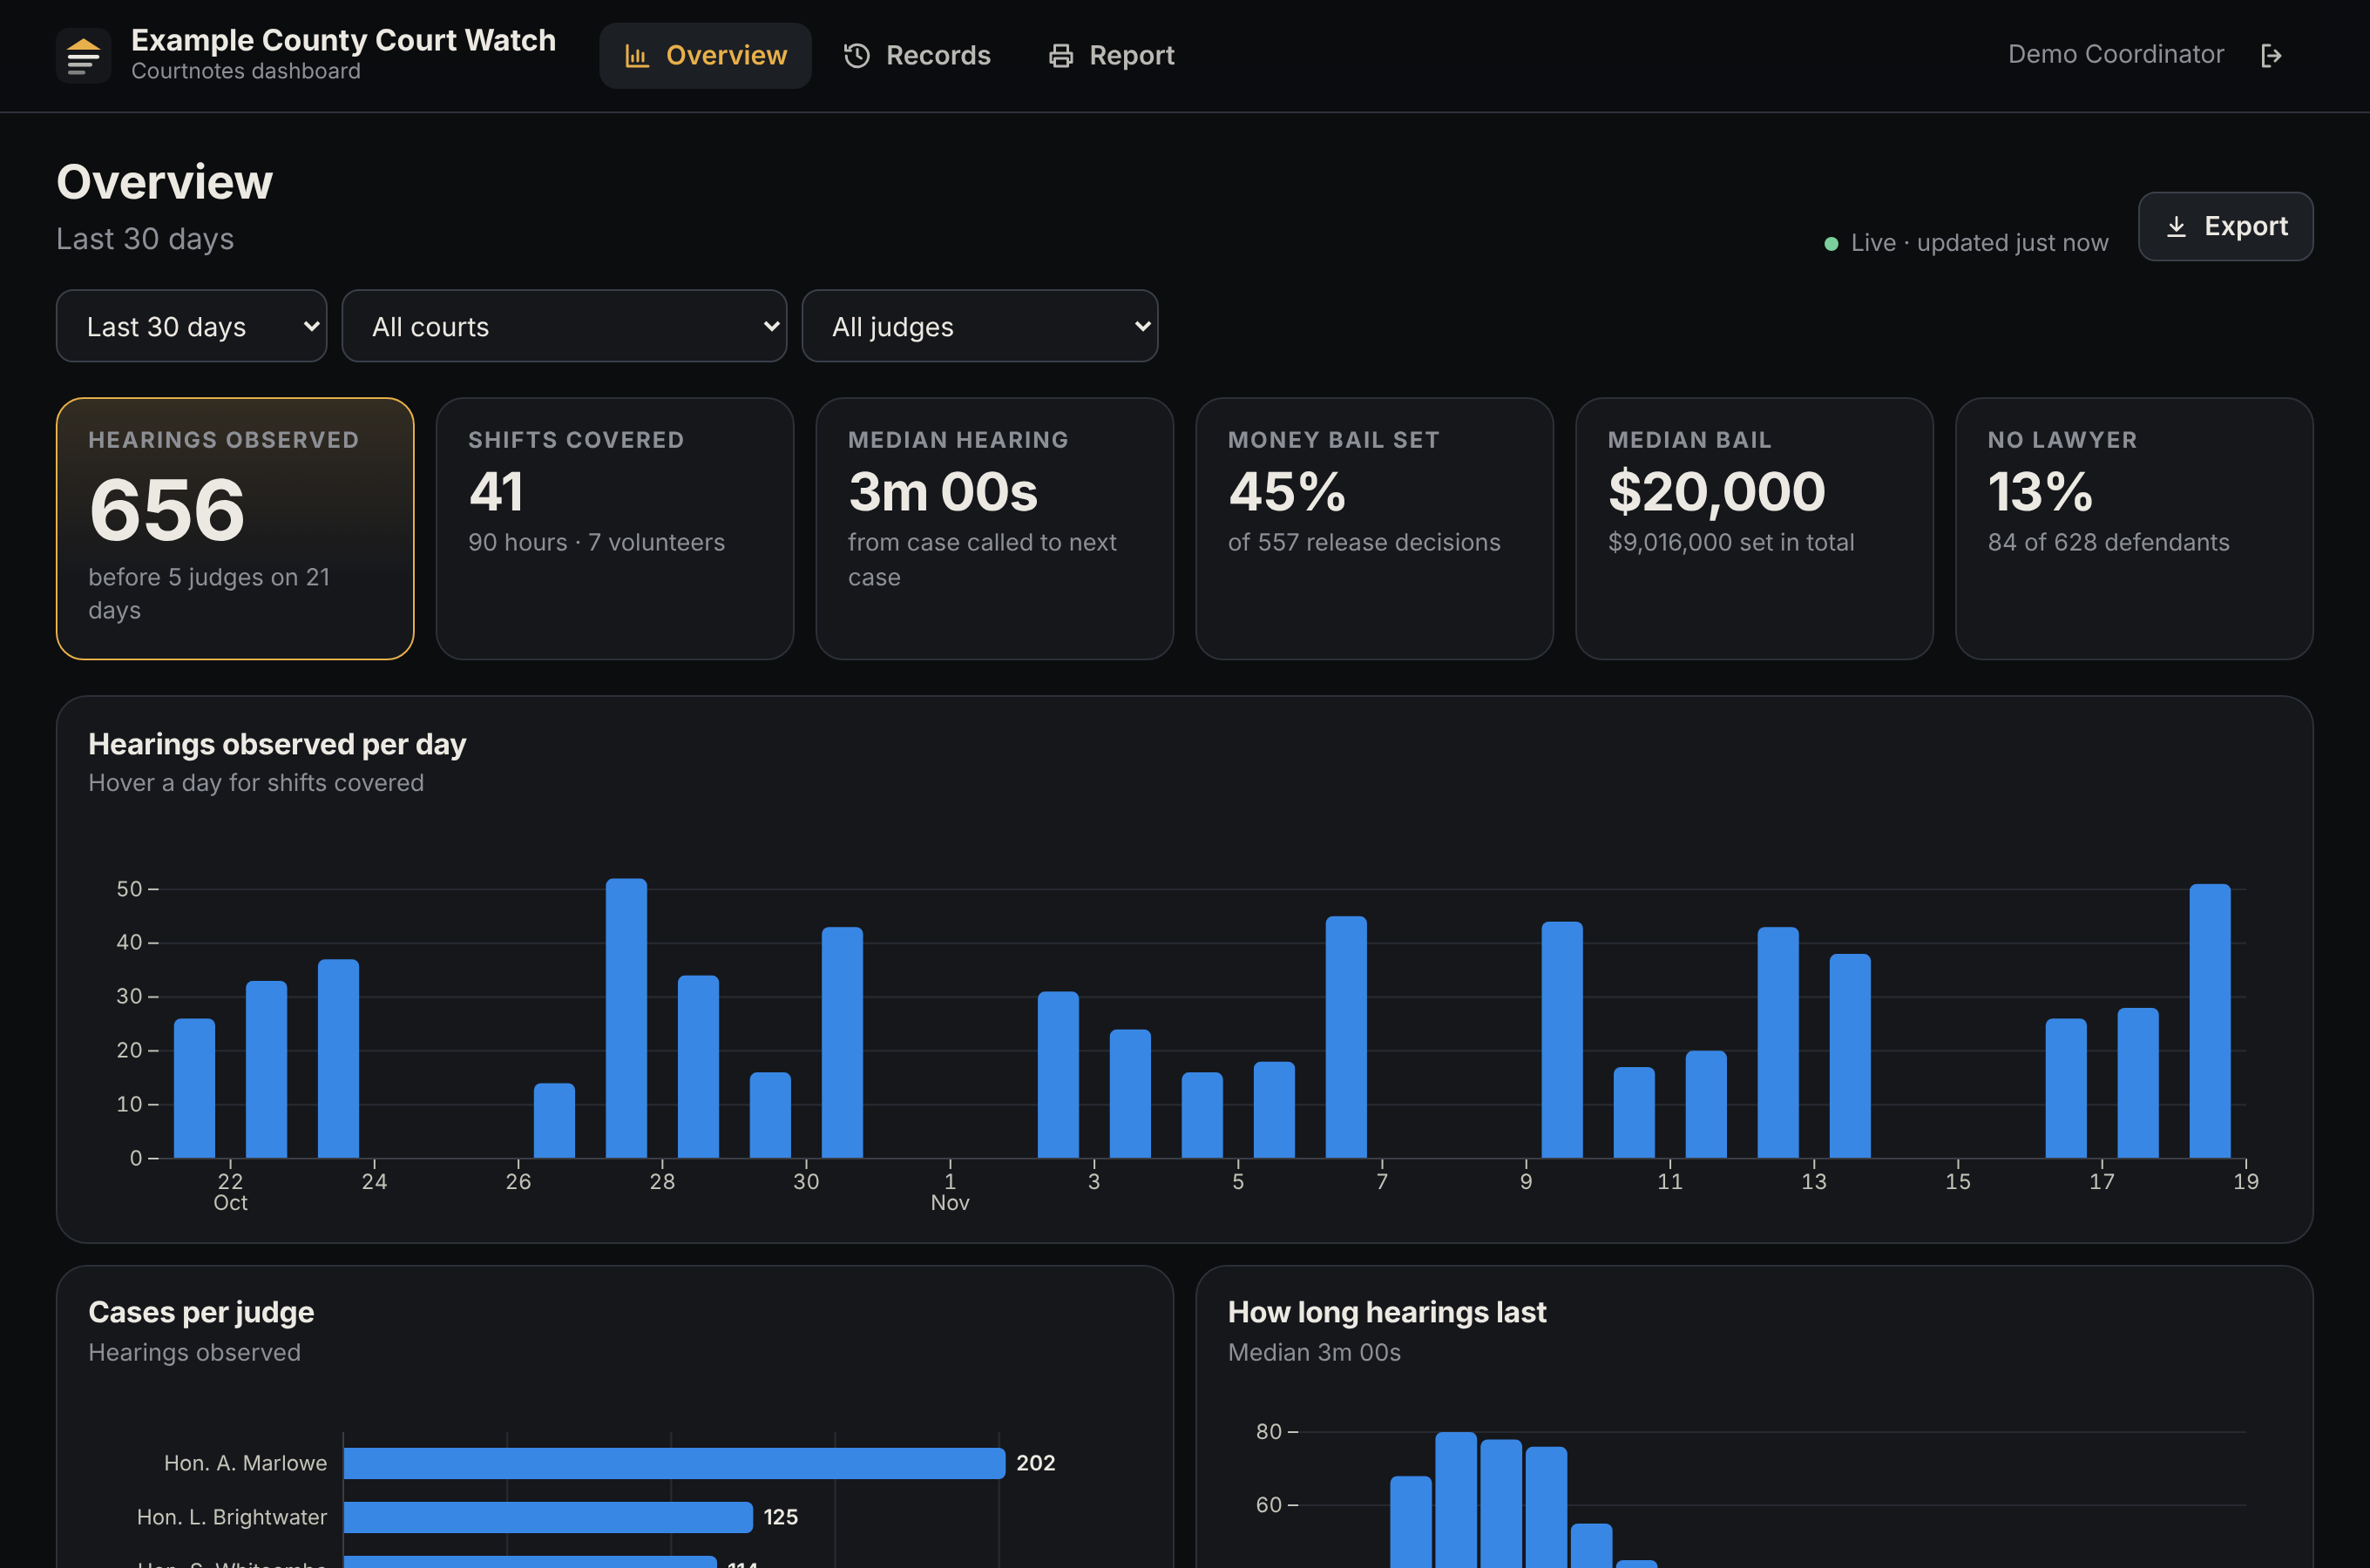 Example County Court Watch
Courtnotes dashboard
Overview
Records
Report
Demo Coordinator
Overview
Last 30 days
Live · updated just now
Export
Last 30 days
All courts
All judges
HEARINGS OBSERVED
656
before 5 judges on 21
days
SHIFTS COVERED
41
90 hours · 7 volunteers
MEDIAN HEARING
3m 00s
from case called to next
case
MONEY BAIL SET
45%
of 557 release decisions
MEDIAN BAIL
$20,000
$9,016,000 set in total
NO LAWYER
13%
84 of 628 defendants
Hearings observed per day
Hover a day for shifts covered
50
40
30
20
10
0
22 24 26 28 30 1 3 5 7 9 11 13 15 17 19
Oct Nov
Cases per judge
Hearings observed
Hon. A. Marlowe 202
Hon. L. Brightwater 125
How long hearings last
Median 3m 00s
80
60